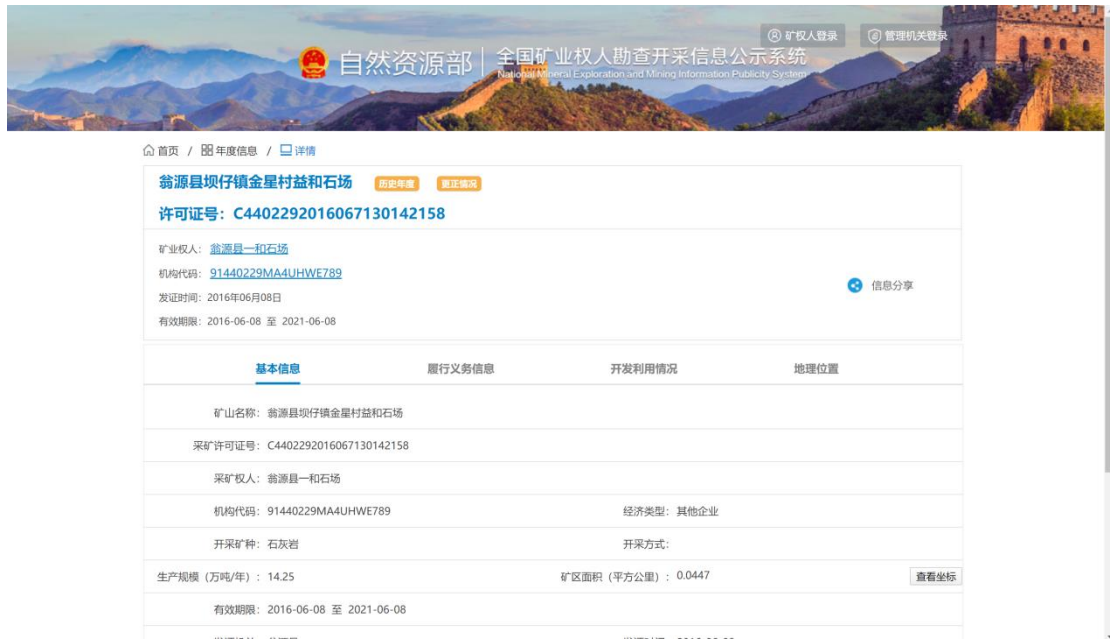 矿权人登录 管理机关登录
自然资源部 全国矿业权人勘查开采信息公示系统
National Mineral Exploration and Mining Information Publicity System
首页 / 年度信息 / 详情
翁源县坝仔镇金星村益和石场 历史年度 更正情况
许可证号：C4402292016067130142158
矿业权人：翁源县一和石场
机构代码：91440229MA4UHWE789
信息分享
发证时间：2016年06月08日
有效期限：2016-06-08 至 2021-06-08
基本信息 履行义务信息 开发利用情况 地理位置
矿山名称：翁源县坝仔镇金星村益和石场
采矿许可证号：C4402292016067130142158
采矿权人：翁源县一和石场
机构代码：91440229MA4UHWE789 经济类型：其他企业
开采矿种：石灰岩 开采方式：
生产规模（万吨/年）：14.25 矿区面积（平方公里）：0.0447 查看坐标
有效期限：2016-06-08 至 2021-06-08